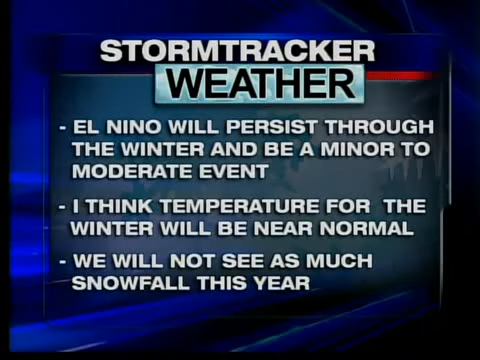 STORMTRACKER
WEATHER
- EL NINO WILL PERSIST THROUGH
THE WINTER AND BE A MINOR TO
MODERATE EVENT
- I THINK TEMPERATURE FOR THE
WINTER WILL BE NEAR NORMAL
- WE WILL NOT SEE AS MUCH
SNOWFALL THIS YEAR